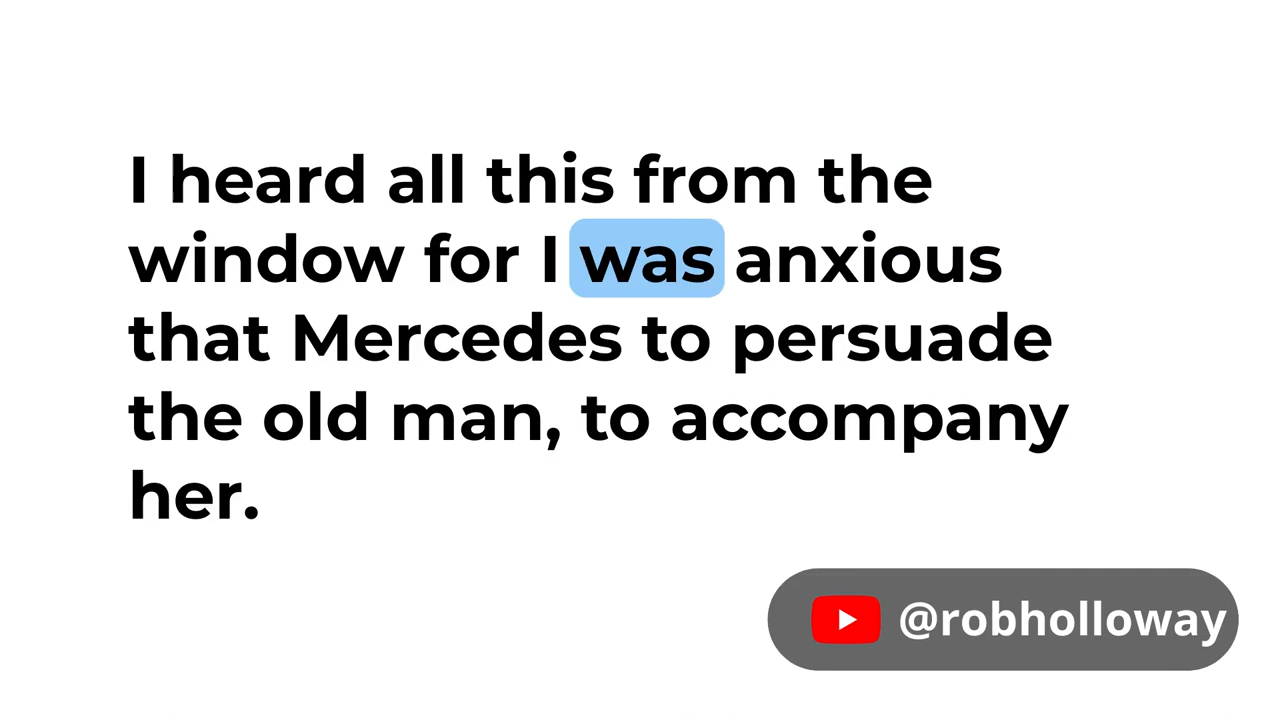 I heard all this from the
window for I was anxious
that Mercedes to persuade
the old man, to accompany
her.
@robholloway